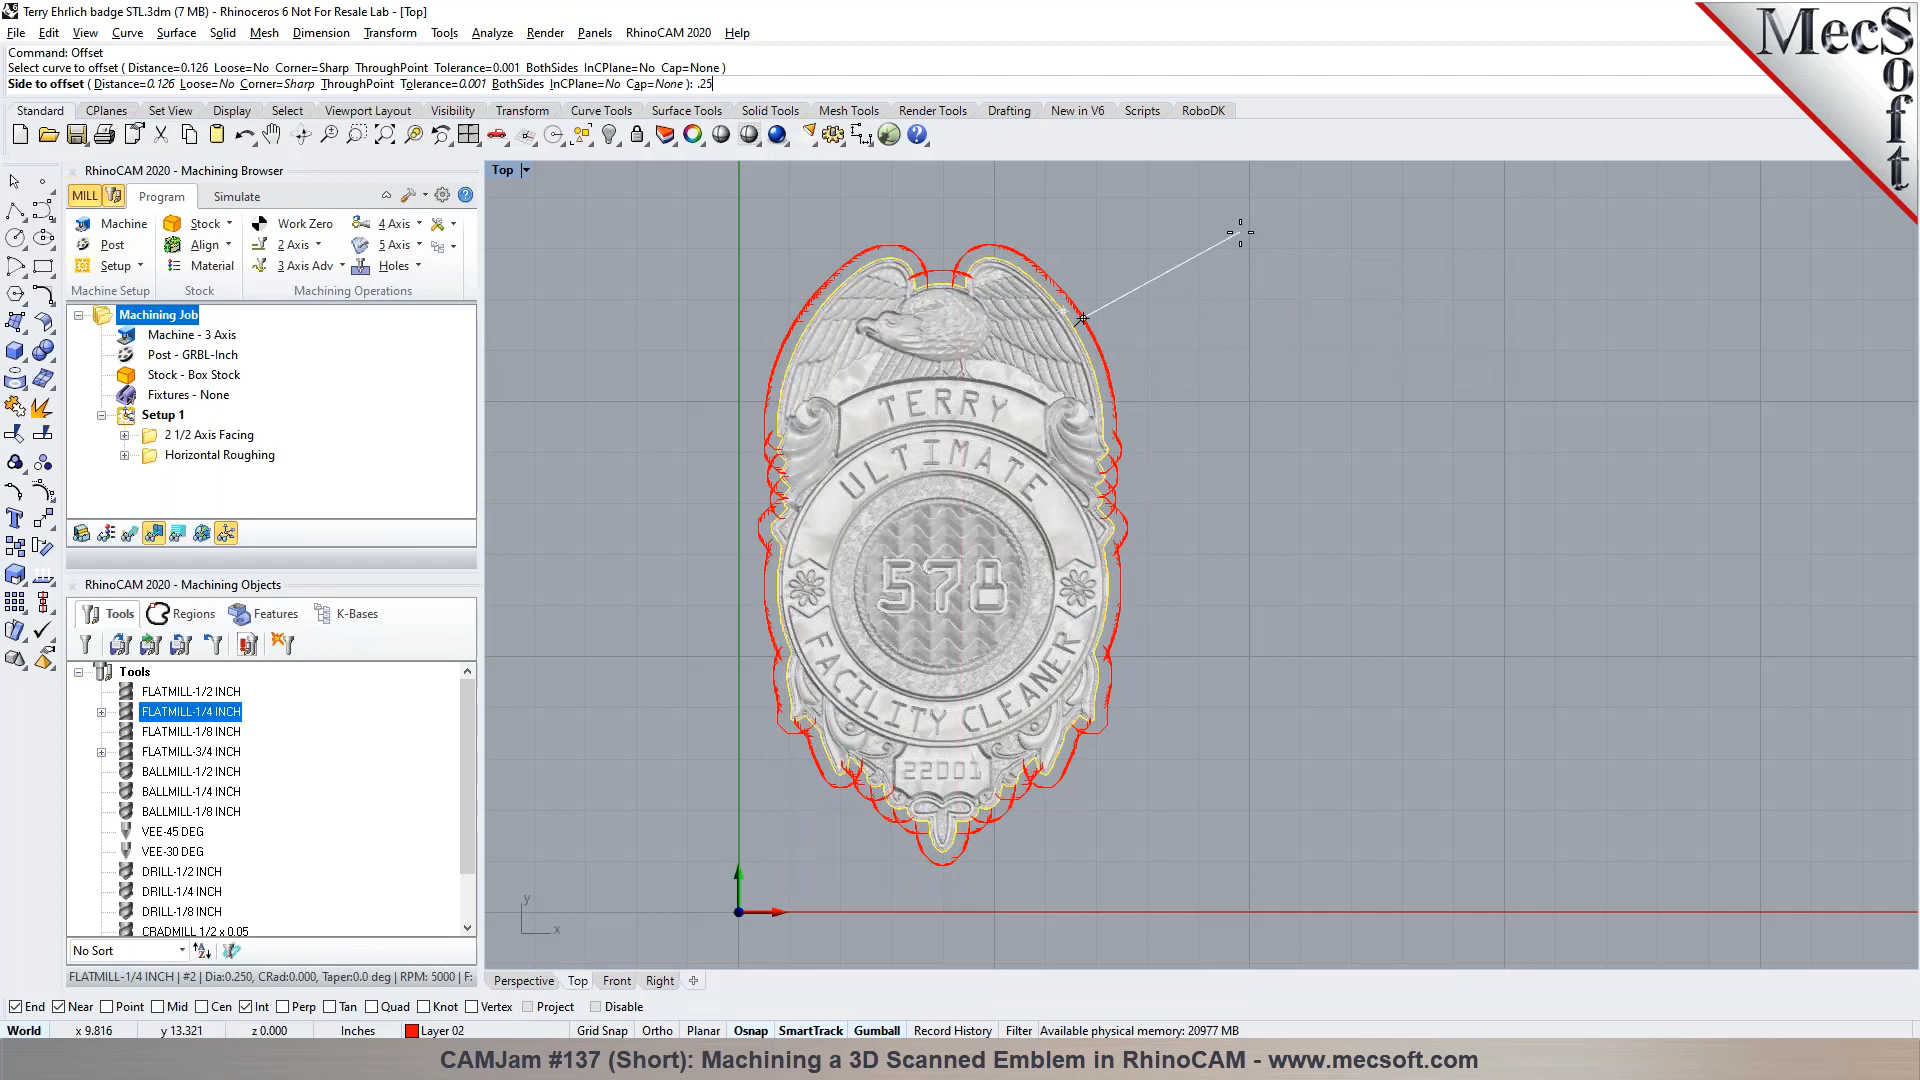 Terry Ehrlich badge STL.3dm (7 MB) - Rhinoceros 6 Not For Resale Lab - [Top]
File Edit View Curve Surface Solid Mesh Dimension Transform Tools Analyze Render Panels RhinoCAM 2020 Help
Command: Offset
Select curve to offset ( Distance=0.126 Loose=No Corner=Sharp ThroughPoint Tolerance=0.001 BothSides InCPlane=No Cap=None )
Side to offset ( Distance=0.126 Loose=No Corner=Sharp ThroughPoint Tolerance=0.001 BothSides InCPlane=No Cap=None ): .25
Standard CPlanes Set View Display Select Viewport Layout Visibility Transform Curve Tools Surface Tools Solid Tools Mesh Tools Render Tools Drafting New in V6 Scripts RoboDK
MecSoft
RhinoCAM 2020 - Machining Browser
MILL Program Simulate
Machine Stock Work Zero 4 Axis
Post Align 2 Axis 5 Axis
Setup Material 3 Axis Adv Holes
Machine Setup Stock Machining Operations
Machining Job
Machine - 3 Axis
Post - GRBL-Inch
Stock - Box Stock
Fixtures - None
Setup 1
2 1/2 Axis Facing
Horizontal Roughing
RhinoCAM 2020 - Machining Objects
Tools Regions Features K-Bases
Tools
FLATMILL-1/2 INCH
FLATMILL-1/4 INCH
FLATMILL-1/8 INCH
FLATMILL-3/4 INCH
BALLMILL-1/2 INCH
BALLMILL-1/4 INCH
BALLMILL-1/8 INCH
VEE-45 DEG
VEE-30 DEG
DRILL-1/2 INCH
DRILL-1/4 INCH
DRILL-1/8 INCH
CRADMILL 1/2 x 0.05
No Sort
FLATMILL-1/4 INCH | #2 | Dia:0.250, CRad:0.000, Taper:0.0 deg | RPM: 5000 | F:
Top
TERRY
ULTIMATE
578
FACILITY CLEANER
22001
y
x
Perspective Top Front Right
End Near Point Mid Cen Int Perp Tan Quad Knot Vertex Project Disable
World x 9.816 y 13.321 z 0.000 Inches Layer 02 Grid Snap Ortho Planar Osnap SmartTrack Gumball Record History Filter Available physical memory: 20977 MB
CAMJam #137 (Short): Machining a 3D Scanned Emblem in RhinoCAM - www.mecsoft.com